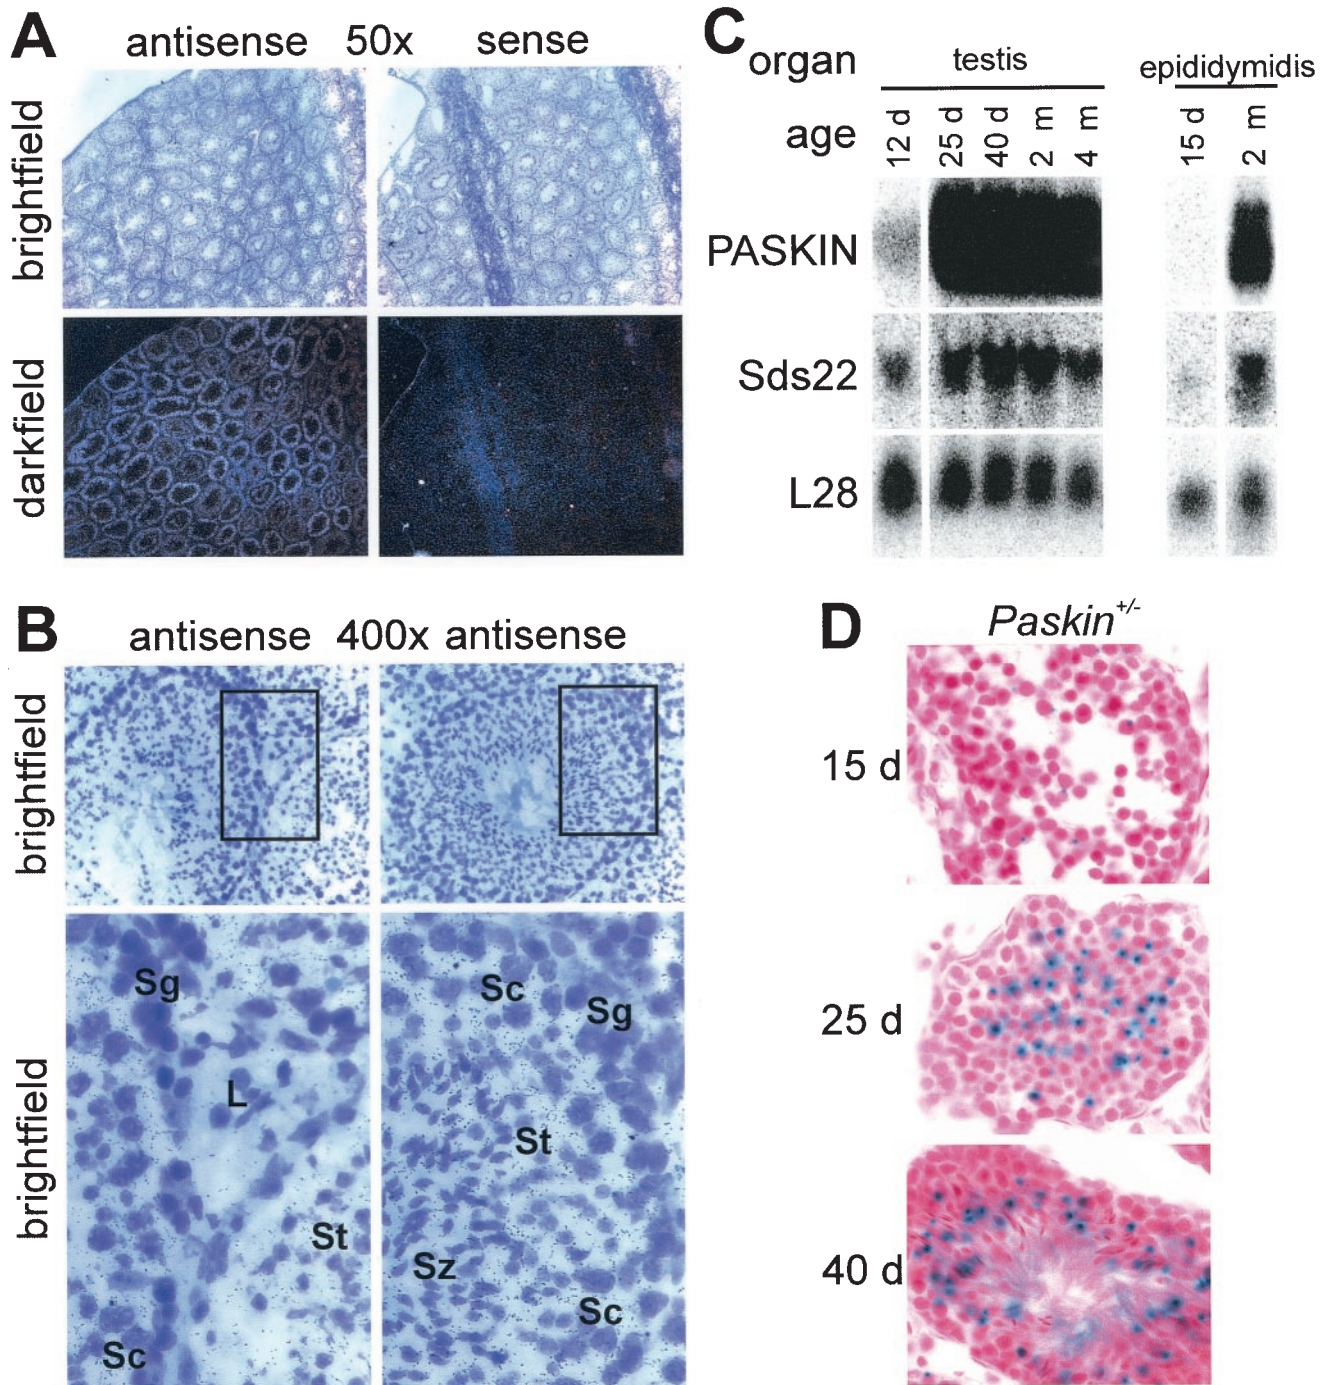 A
antisense 50x sense
brightfield
darkfield
B
antisense 400x antisense
brightfield
brightfield
Sg
L
St
Sc
Sc
Sg
St
Sz
Sc
C
organ testis epididymidis
age 12 d 25 d 40 d 2 m 4 m 15 d 2 m
PASKIN
Sds22
L28
D
Paskin+/-
15 d
25 d
40 d